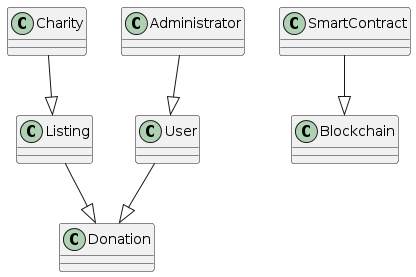 C Charity
C Administrator
C SmartContract
C Listing
C User
C Blockchain
C Donation